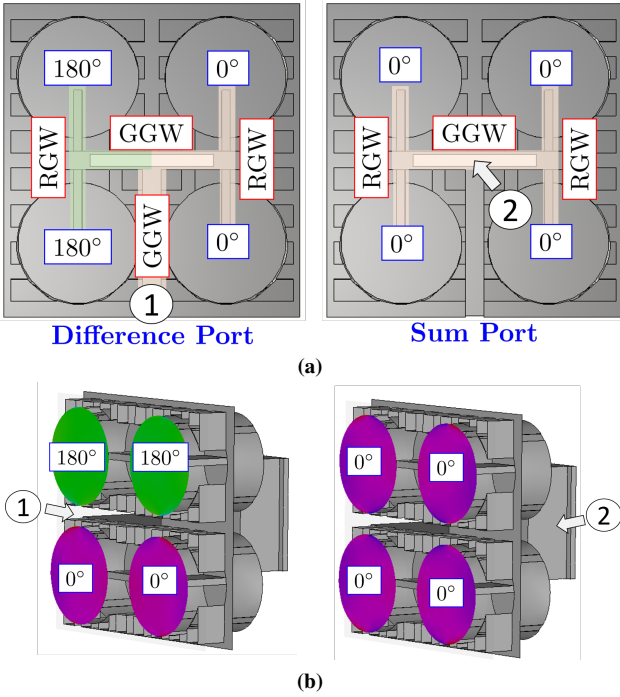 180° 0° 0° 0°
RGW GGW RGW RGW GGW RGW
GGW
180° 0° 0° 0°
1 2
Difference Port Sum Port
(a)
180° 180° 0° 0°
1 2
0° 0° 0° 0°
(b)